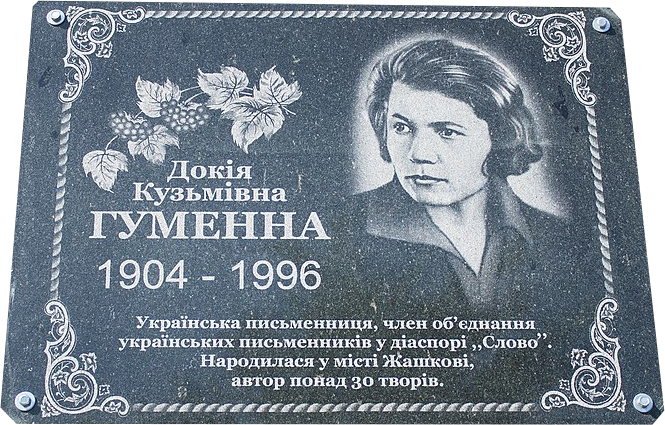 Докія
Кузьмівна
ГУМЕННА
1904 - 1996
Українська письменниця, член об’єднання
українських письменників у діаспорі ,,Слово”.
Народилася у місті Жашкові,
автор понад 30 творів.